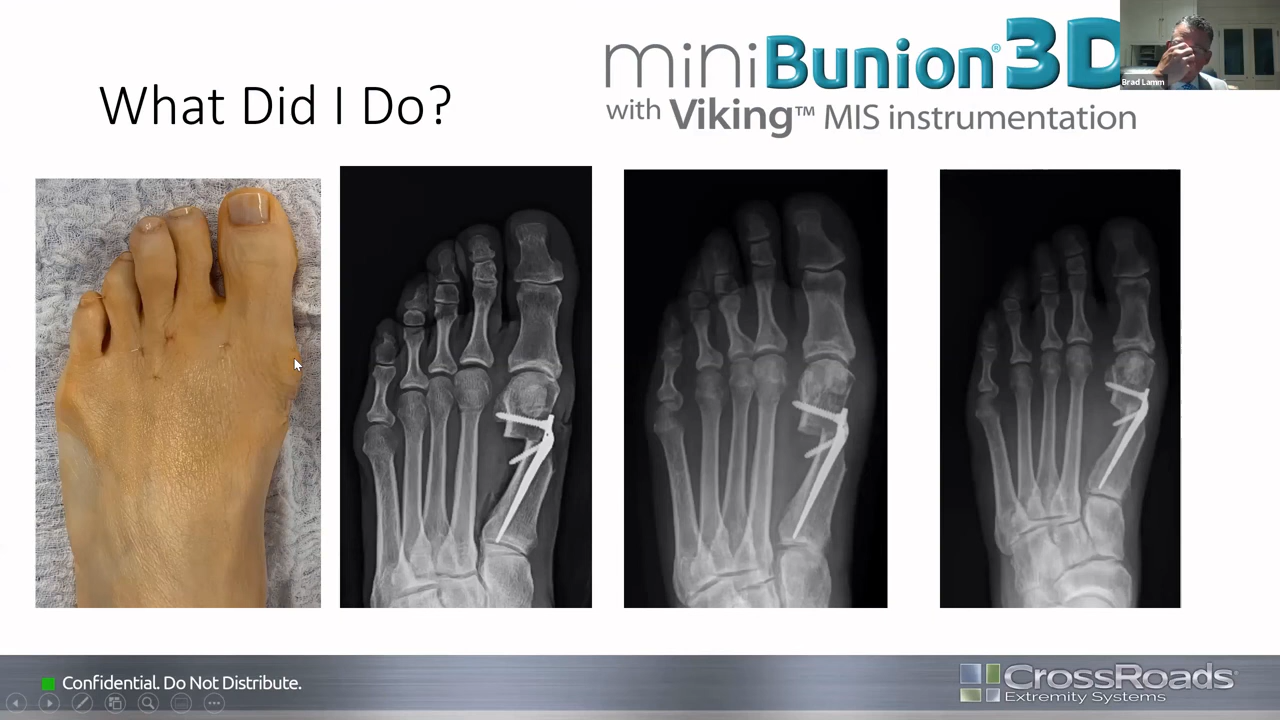 What Did I Do?
miniBunion®3D
with Viking™ MIS instrumentation
Brad Lamm
Confidential. Do Not Distribute.
CrossRoads®
Extremity Systems